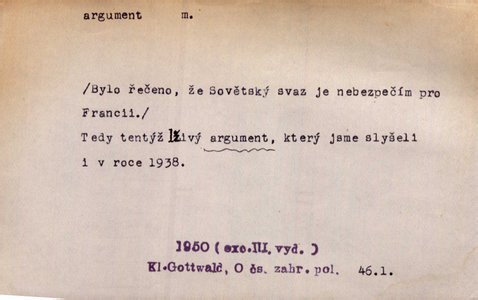 argument m.
/Bylo řečeno, že Sovětský svaz je nebezpečím pro
Francii./
Tedy tentýž lživý argument, který jsme slyšeli
i v roce 1938.
1950 ( exc.III. vyd. )
Kl.Gottwald, O čs. zahr. pol. 46.1.